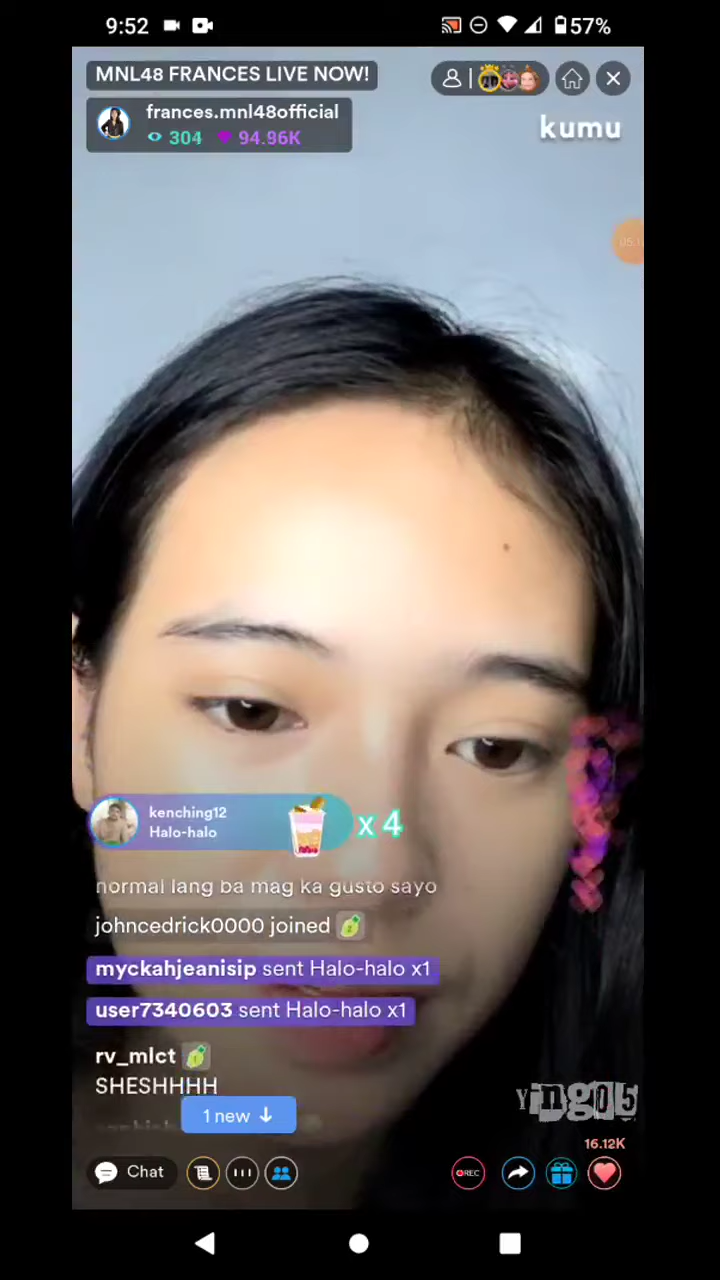 9:52
57%
MNL48 FRANCES LIVE NOW!
frances.mnl48official
304 94.96K
kumu
kenching12
Halo-halo
x 4
normal lang ba mag ka gusto sayo
johncedrick0000 joined
myckahjeanisip sent Halo-halo x1
user7340603 sent Halo-halo x1
rv_mlct
SHESHHHH
1 new
Ying05
16.12K
Chat
REC